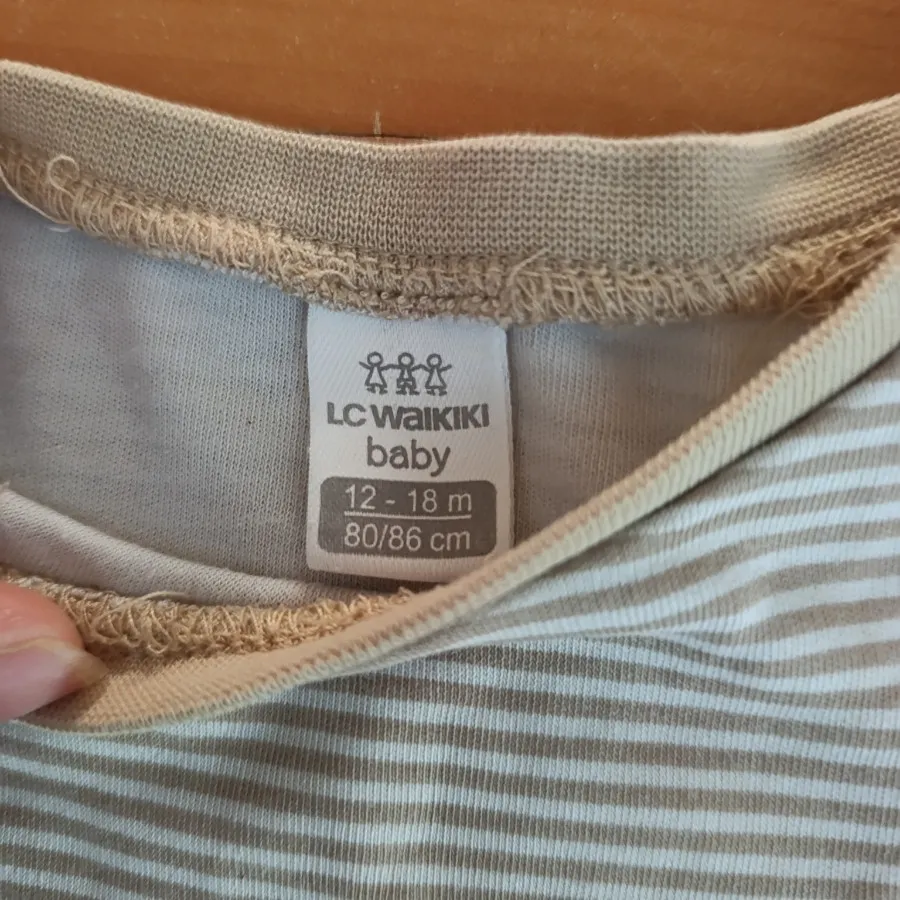 LC WAIKIKI
baby
12 - 18 m
80/86 cm